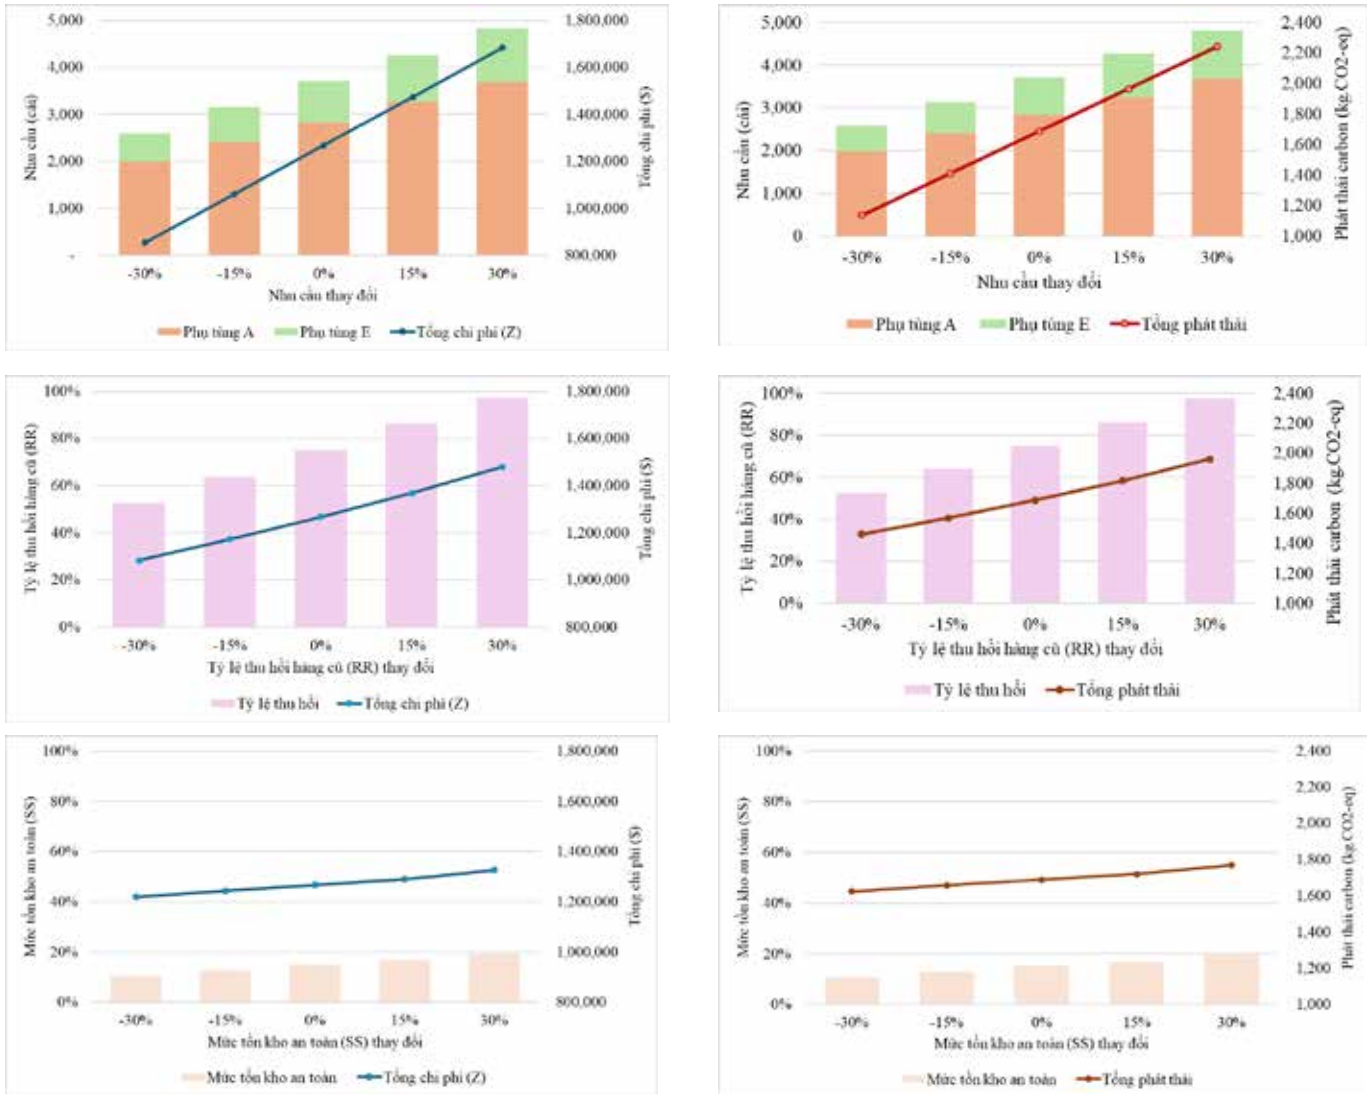 5,000
4,000
3,000
2,000
1,000
-
Nhu cầu (cái)
1,800,000
1,600,000
1,400,000
1,200,000
1,000,000
800,000
Tổng chi phí ($)
-30% -15% 0% 15% 30%
Nhu cầu thay đổi
Phụ tùng A Phụ tùng E Tổng chi phí (Z)
5,000
4,000
3,000
2,000
1,000
0
Nhu cầu (cái)
2,400
2,200
2,000
1,800
1,600
1,400
1,200
1,000
Phát thải carbon (kg.CO2-eq)
-30% -15% 0% 15% 30%
Nhu cầu thay đổi
Phụ tùng A Phụ tùng E Tổng phát thải
100%
80%
60%
40%
20%
0%
Tỷ lệ thu hồi hàng cũ (RR)
1,800,000
1,600,000
1,400,000
1,200,000
1,000,000
800,000
Tổng chi phí ($)
-30% -15% 0% 15% 30%
Tỷ lệ thu hồi hàng cũ (RR) thay đổi
Tỷ lệ thu hồi Tổng chi phí (Z)
100%
80%
60%
40%
20%
0%
Tỷ lệ thu hồi hàng cũ (RR)
2,400
2,200
2,000
1,800
1,600
1,400
1,200
1,000
Phát thải carbon (kg.CO2-eq)
-30% -15% 0% 15% 30%
Tỷ lệ thu hồi hàng cũ (RR) thay đổi
Tỷ lệ thu hồi Tổng phát thải
100%
80%
60%
40%
20%
0%
Mức tồn kho an toàn (SS)
1,800,000
1,600,000
1,400,000
1,200,000
1,000,000
800,000
Tổng chi phí ($)
-30% -15% 0% 15% 30%
Mức tồn kho an toàn (SS) thay đổi
Mức tồn kho an toàn Tổng chi phí (Z)
100%
80%
60%
40%
20%
0%
Mức tồn kho an toàn (SS)
2,400
2,200
2,000
1,800
1,600
1,400
1,200
1,000
Phát thải carbon (kg.CO2-eq)
-30% -15% 0% 15% 30%
Mức tồn kho an toàn (SS) thay đổi
Mức tồn kho an toàn Tổng phát thải